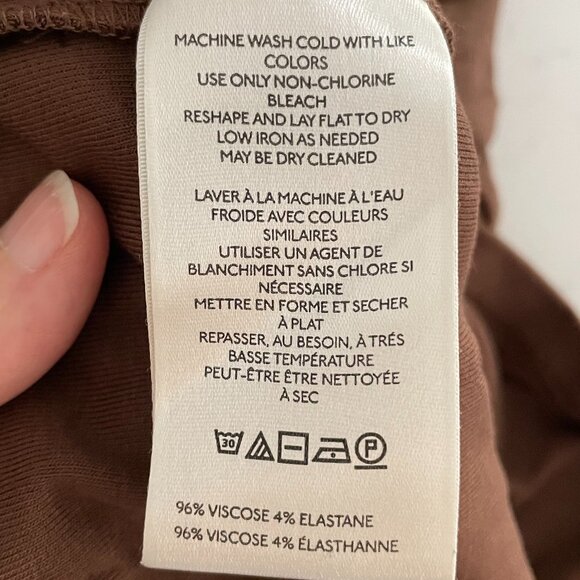 MACHINE WASH COLD WITH LIKE
COLORS
USE ONLY NON-CHLORINE
BLEACH
RESHAPE AND LAY FLAT TO DRY
LOW IRON AS NEEDED
MAY BE DRY CLEANED
LAVER À LA MACHINE À L'EAU
FROIDE AVEC COULEURS
SIMILAIRES
UTILISER UN AGENT DE
BLANCHIMENT SANS CHLORE SI
NÉCESSAIRE
METTRE EN FORME ET SECHER
À PLAT
REPASSER, AU BESOIN, À TRÉS
BASSE TEMPÉRATURE
PEUT-ÊTRE ÊTRE NETTOYÉE
À SEC
30 P
96% VISCOSE 4% ELASTANE
96% VISCOSE 4% ÉLASTHANNE